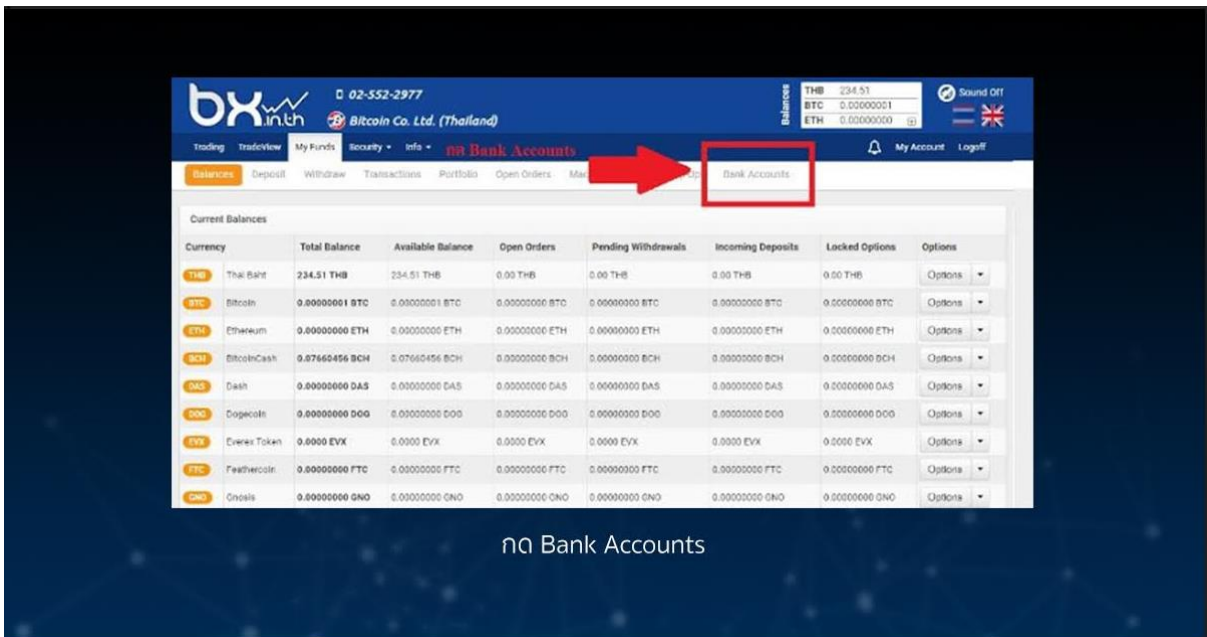 bx.in.th
02-552-2977
Bitcoin Co. Ltd. (Thailand)
Balances
THB 234.51
BTC 0.00000001
ETH 0.00000000
Sound Off
Trading TradeView My Funds Security Info
กด Bank Accounts
My Account Logoff
Balances Deposit Withdraw Transactions Portfolio Open Orders Bank Accounts
Current Balances
Currency Total Balance Available Balance Open Orders Pending Withdrawals Incoming Deposits Locked Options Options
THB Thai Baht 234.51 THB 234.51 THB 0.00 THB 0.00 THB 0.00 THB 0.00 THB Options
BTC Bitcoin 0.00000001 BTC 0.00000001 BTC 0.00000000 BTC 0.00000000 BTC 0.00000000 BTC 0.00000000 BTC Options
ETH Ethereum 0.00000000 ETH 0.00000000 ETH 0.00000000 ETH 0.00000000 ETH 0.00000000 ETH 0.00000000 ETH Options
BCH BitcoinCash 0.07660456 BCH 0.07660456 BCH 0.00000000 BCH 0.00000000 BCH 0.00000000 BCH 0.00000000 BCH Options
DAS Dash 0.00000000 DAS 0.00000000 DAS 0.00000000 DAS 0.00000000 DAS 0.00000000 DAS 0.00000000 DAS Options
DOG Dogecoin 0.00000000 DOG 0.00000000 DOG 0.00000000 DOG 0.00000000 DOG 0.00000000 DOG 0.00000000 DOG Options
EVX Everex Token 0.0000 EVX 0.0000 EVX 0.0000 EVX 0.0000 EVX 0.0000 EVX 0.0000 EVX Options
FTC Feathercoin 0.00000000 FTC 0.00000000 FTC 0.00000000 FTC 0.00000000 FTC 0.00000000 FTC 0.00000000 FTC Options
GNO Gnosis 0.00000000 GNO 0.00000000 GNO 0.00000000 GNO 0.00000000 GNO 0.00000000 GNO 0.00000000 GNO Options
กด Bank Accounts